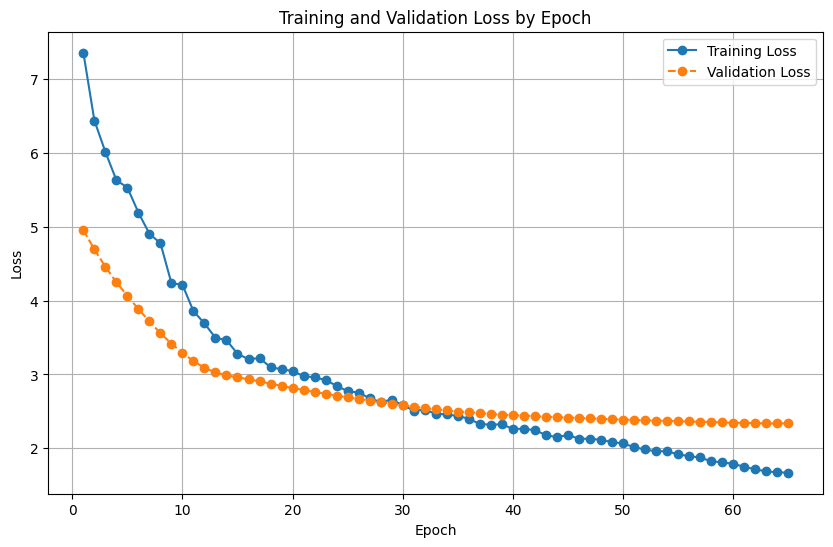 Training and Validation Loss by Epoch
Training Loss
Validation Loss
7
6
5
4
3
2
Loss
0 10 20 30 40 50 60
Epoch